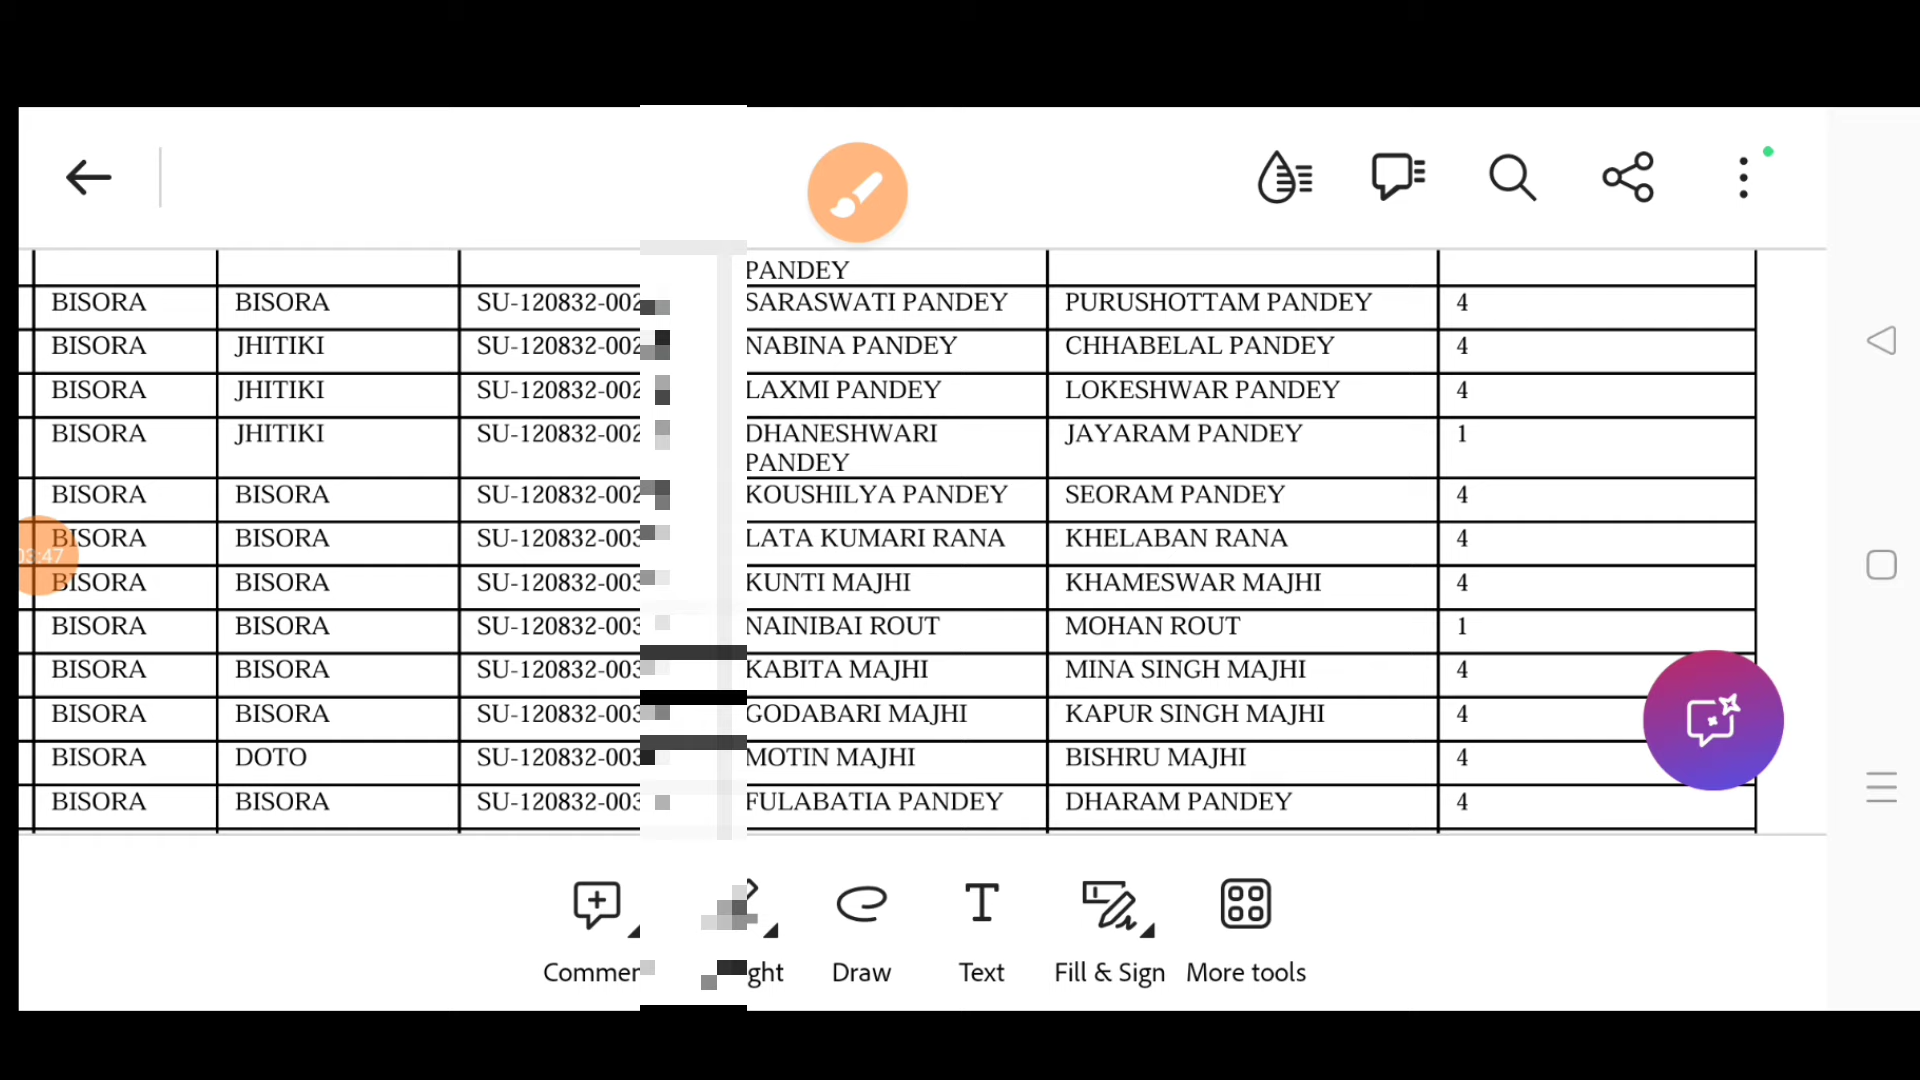 PANDEY
BISORA BISORA SU-120832-002 SARASWATI PANDEY PURUSHOTTAM PANDEY 4
BISORA JHITIKI SU-120832-002 NABINA PANDEY CHHABELAL PANDEY 4
BISORA JHITIKI SU-120832-002 LAXMI PANDEY LOKESHWAR PANDEY 4
BISORA JHITIKI SU-120832-002 DHANESHWARI PANDEY JAYARAM PANDEY 1
BISORA BISORA SU-120832-002 KOUSHILYA PANDEY SEORAM PANDEY 4
BISORA BISORA SU-120832-003 LATA KUMARI RANA KHELABAN RANA 4
03:47
BISORA BISORA SU-120832-003 KUNTI MAJHI KHAMESWAR MAJHI 4
BISORA BISORA SU-120832-003 NAINIBAI ROUT MOHAN ROUT 1
BISORA BISORA SU-120832-003 KABITA MAJHI MINA SINGH MAJHI 4
BISORA BISORA SU-120832-003 GODABARI MAJHI KAPUR SINGH MAJHI 4
BISORA DOTO SU-120832-003 MOTIN MAJHI BISHRU MAJHI 4
BISORA BISORA SU-120832-003 FULABATIA PANDEY DHARAM PANDEY 4
Commen ght Draw Text Fill & Sign More tools